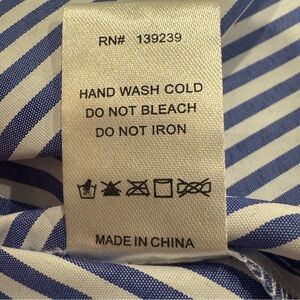 RN# 139239
HAND WASH COLD
DO NOT BLEACH
DO NOT IRON
MADE IN CHINA